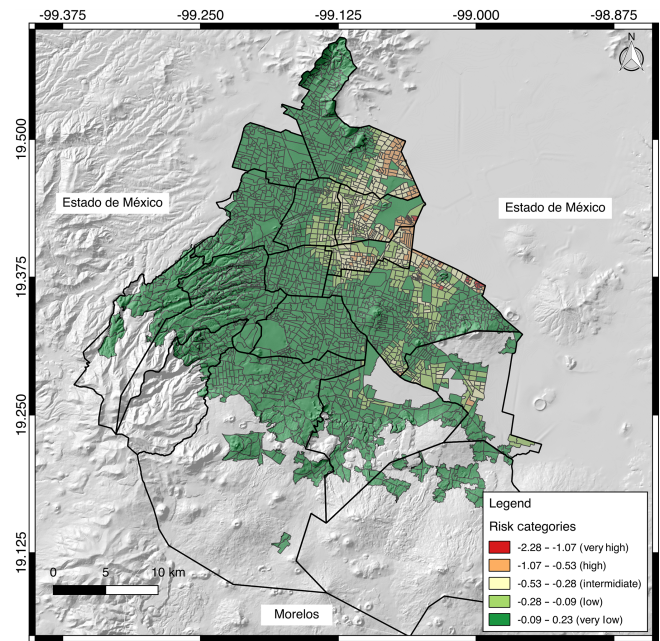 -99.375 -99.250 -99.125 -99.000 -98.875
N
19.500
Estado de México
Estado de México
19.375
19.250
Legend
Risk categories
-2.28 – -1.07 (very high)
-1.07 – -0.53 (high)
-0.53 – -0.28 (intermidiate)
-0.28 – -0.09 (low)
-0.09 – 0.23 (very low)
19.125
0 5 10 km
Morelos